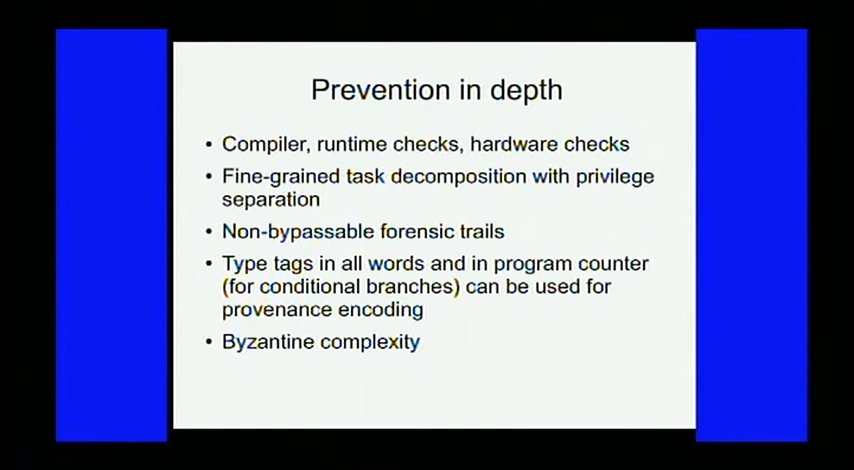 Prevention in depth
• Compiler, runtime checks, hardware checks
• Fine-grained task decomposition with privilege
separation
• Non-bypassable forensic trails
• Type tags in all words and in program counter
(for conditional branches) can be used for
provenance encoding
• Byzantine complexity